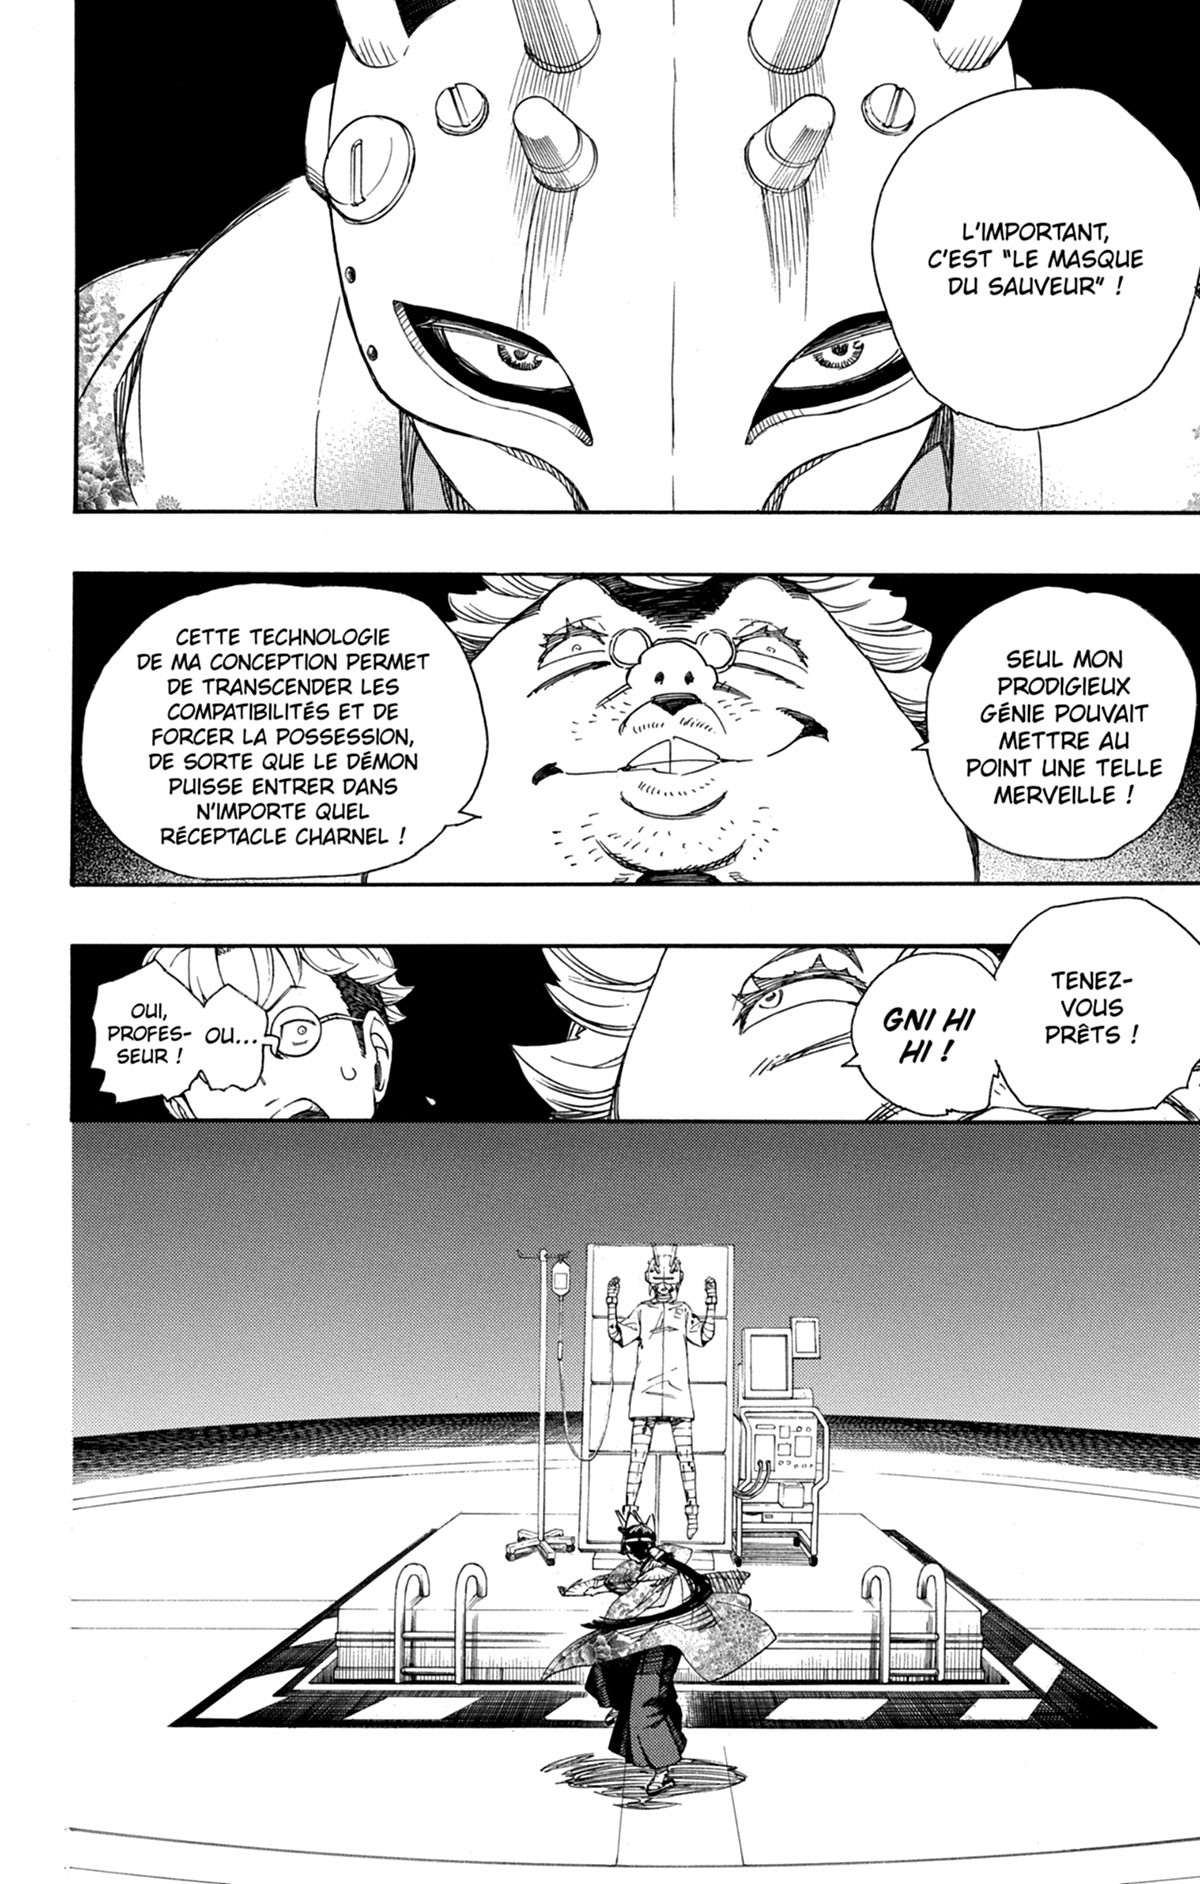 L'IMPORTANT,
C'EST "LE MASQUE
DU SAUVEUR" !
SEUL MON
PRODIGIEUX
GÉNIE POUVAIT
METTRE AU
POINT UNE TELLE
MERVEILLE !
CETTE TECHNOLOGIE
DE MA CONCEPTION PERMET
DE TRANSCENDER LES
COMPATIBILITÉS ET DE
FORCER LA POSSESSION,
DE SORTE QUE LE DÉMON
PUISSE ENTRER DANS
N'IMPORTE QUEL
RÉCEPTACLE CHARNEL !
TENEZ-
VOUS
PRÊTS !
GNI HI
HI !
OU...
OUI,
PROFES-
SEUR !